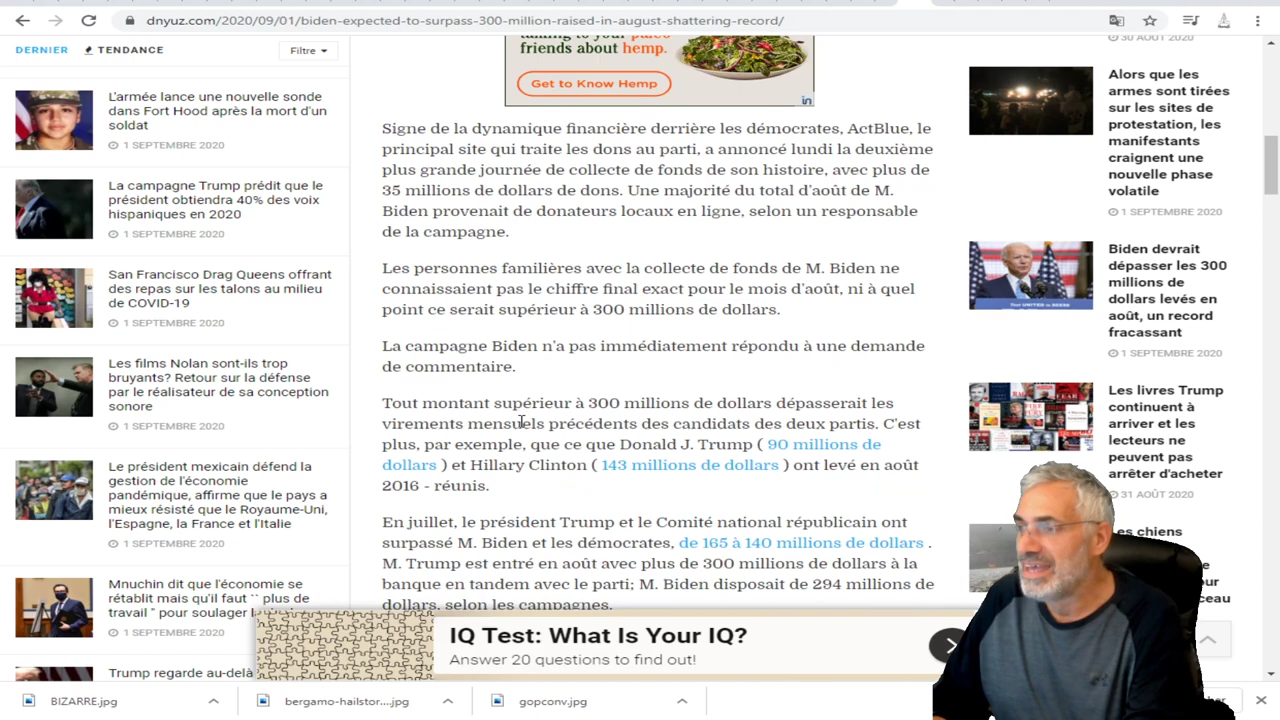 dnyuz.com/2020/09/01/biden-expected-to-surpass-300-million-raised-in-august-shattering-record/
DERNIER
TENDANCE
Filtre
L'armée lance une nouvelle sonde
dans Fort Hood après la mort d'un
soldat
1 SEPTEMBRE 2020
La campagne Trump prédit que le
président obtiendra 40% des voix
hispaniques en 2020
1 SEPTEMBRE 2020
San Francisco Drag Queens offrant
des repas sur les talons au milieu
de COVID-19
1 SEPTEMBRE 2020
Les films Nolan sont-ils trop
bruyants? Retour sur la défense
par le réalisateur de sa conception
sonore
1 SEPTEMBRE 2020
Le président mexicain défend la
gestion de l'économie
pandémique, affirme que le pays a
mieux résisté que le Royaume-Uni,
l'Espagne, la France et l'Italie
1 SEPTEMBRE 2020
Mnuchin dit que l'économie se
rétablit mais qu'il faut `` plus de
travail '' pour soulager
1 SEPTEMBRE 2020
Trump regarde au-delà
friends about hemp.
Get to Know Hemp
in
Signe de la dynamique financière derrière les démocrates, ActBlue, le
principal site qui traite les dons au parti, a annoncé lundi la deuxième
plus grande journée de collecte de fonds de son histoire, avec plus de
35 millions de dollars de dons. Une majorité du total d'août de M.
Biden provenait de donateurs locaux en ligne, selon un responsable
de la campagne.
Les personnes familières avec la collecte de fonds de M. Biden ne
connaissaient pas le chiffre final exact pour le mois d'août, ni à quel
point ce serait supérieur à 300 millions de dollars.
La campagne Biden n'a pas immédiatement répondu à une demande
de commentaire.
Tout montant supérieur à 300 millions de dollars dépasserait les
virements mensuels précédents des candidats des deux partis. C'est
plus, par exemple, que ce que Donald J. Trump ( 90 millions de
dollars ) et Hillary Clinton ( 143 millions de dollars ) ont levé en août
2016 - réunis.
En juillet, le président Trump et le Comité national républicain ont
surpassé M. Biden et les démocrates, de 165 à 140 millions de dollars .
M. Trump est entré en août avec plus de 300 millions de dollars à la
banque en tandem avec le parti; M. Biden disposait de 294 millions de
dollars, selon les campagnes.
30 AOÛT 2020
Alors que les
armes sont tirées
sur les sites de
protestation, les
manifestants
craignent une
nouvelle phase
volatile
1 SEPTEMBRE 2020
Biden devrait
dépasser les 300
millions de
dollars levés en
août, un record
fracassant
1 SEPTEMBRE 2020
Les livres Trump
continuent à
arriver et les
lecteurs ne
peuvent pas
arrêter d'acheter
31 AOÛT 2020
chiens
IQ Test: What Is Your IQ?
Answer 20 questions to find out!
BIZARRE.jpg
bergamo-hailstor....jpg
gopconv.jpg